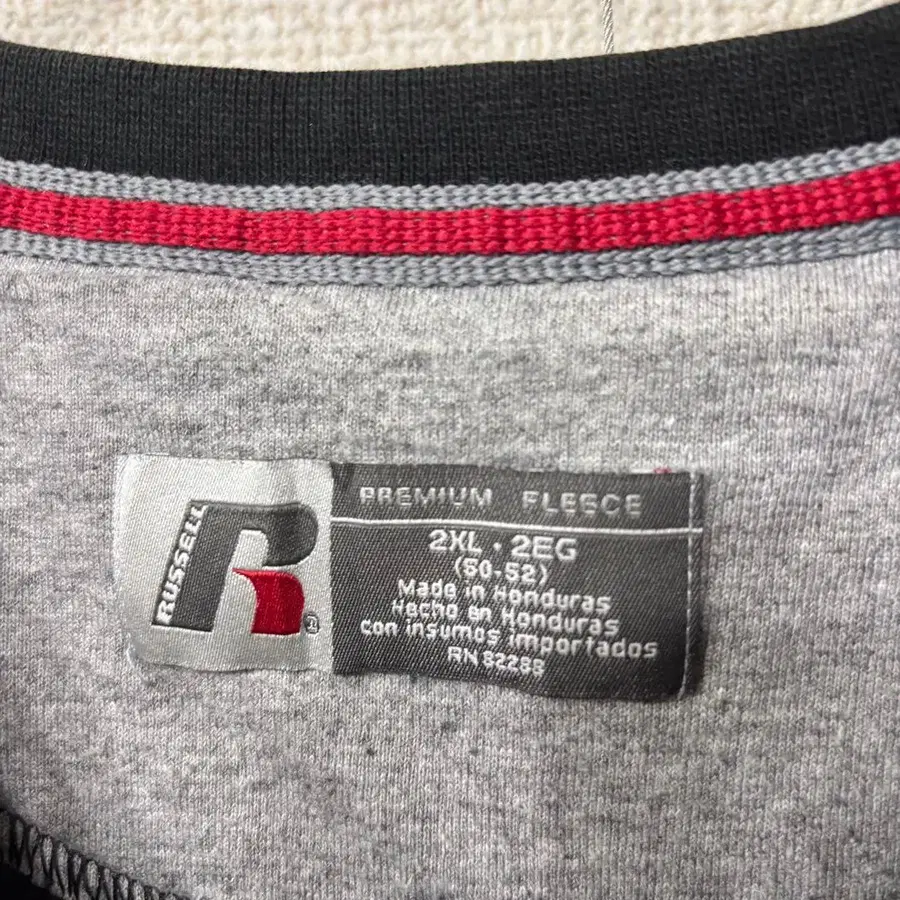 RUSSELL
R
PREMIUM FLEECE
2XL · 2EG
(50-52)
Made in Honduras
Hecho en Honduras
con insumos importados
RN 82288